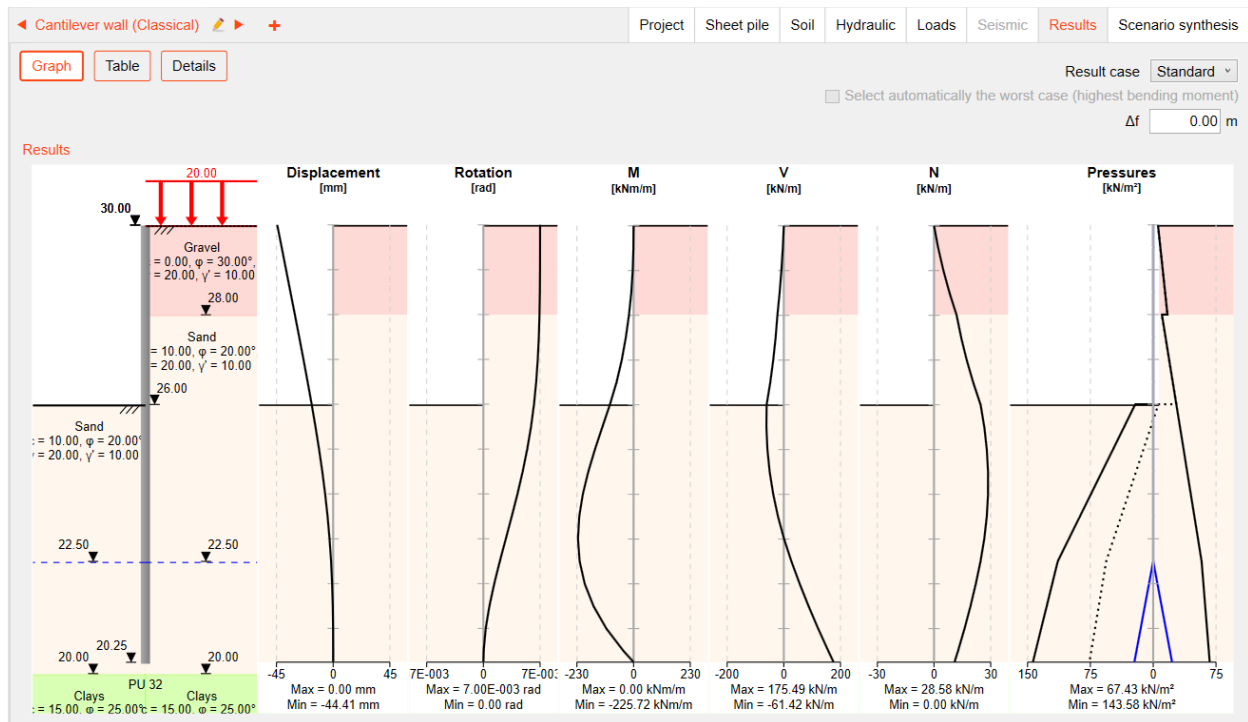 Cantilever wall (Classical)
Project Sheet pile Soil Hydraulic Loads Seismic Results Scenario synthesis
Graph Table Details
Result case Standard
Select automatically the worst case (highest bending moment)
Δf 0.00 m
Results
20.00
30.00
Gravel
= 0.00, φ = 30.00°,
= 20.00, γ' = 10.00
28.00
Sand
= 10.00, φ = 20.00°
= 20.00, γ' = 10.00
26.00
Sand
= 10.00, φ = 20.00°
= 20.00, γ' = 10.00
22.50 22.50
20.25
20.00 20.00
PU 32
Clays Clays
= 15.00, φ = 25.00° = 15.00, φ = 25.00°
Displacement
[mm]
-45 0 45
Max = 0.00 mm
Min = -44.41 mm
Rotation
[rad]
7E-003 0 7E-003
Max = 7.00E-003 rad
Min = 0.00 rad
M
[kNm/m]
-230 0 230
Max = 0.00 kNm/m
Min = -225.72 kNm/m
V
[kN/m]
-200 0 200
Max = 175.49 kN/m
Min = -61.42 kN/m
N
[kN/m]
-30 0 30
Max = 28.58 kN/m
Min = 0.00 kN/m
Pressures
[kN/m²]
150 75 0 75
Max = 67.43 kN/m²
Min = 143.58 kN/m²